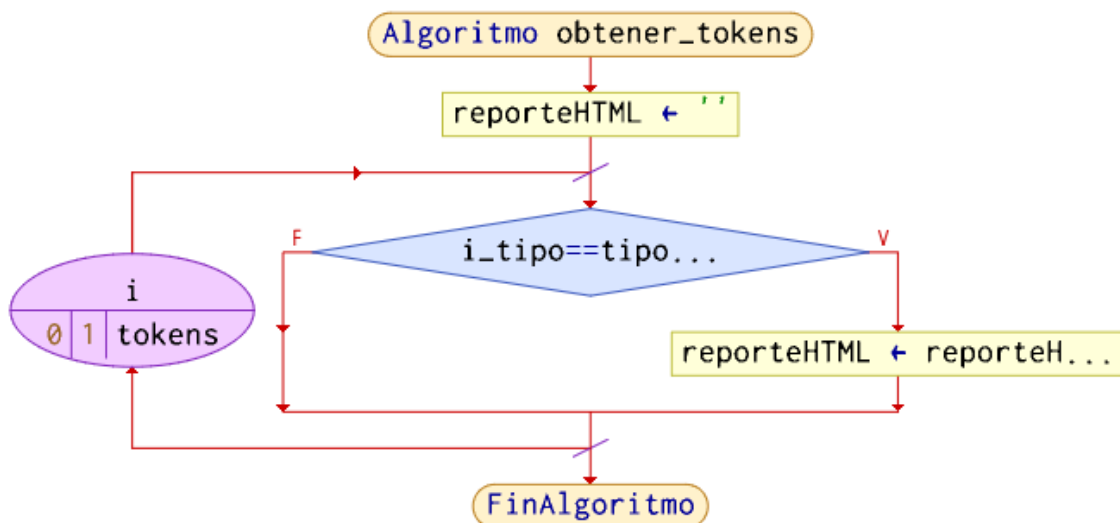 Algoritmo obtener_tokens
reporteHTML ← ''
F
i_tipo==tipo...
V
i
0 1 tokens
reporteHTML ← reporteH...
FinAlgoritmo